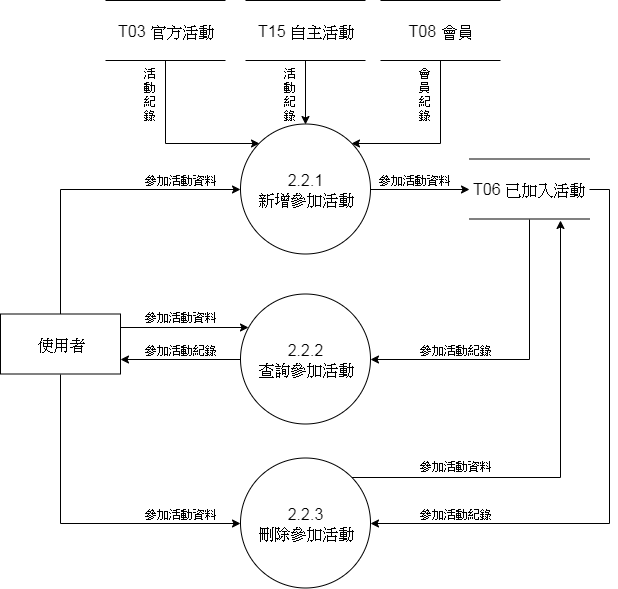 T03 官方活動
T15 自主活動
T08 會員
活動紀錄
活動紀錄
會員紀錄
2.2.1
新增參加活動
參加活動資料
參加活動資料
T06 已加入活動
使用者
參加活動資料
參加活動紀錄
2.2.2
查詢參加活動
參加活動紀錄
參加活動資料
2.2.3
刪除參加活動
參加活動資料
參加活動紀錄